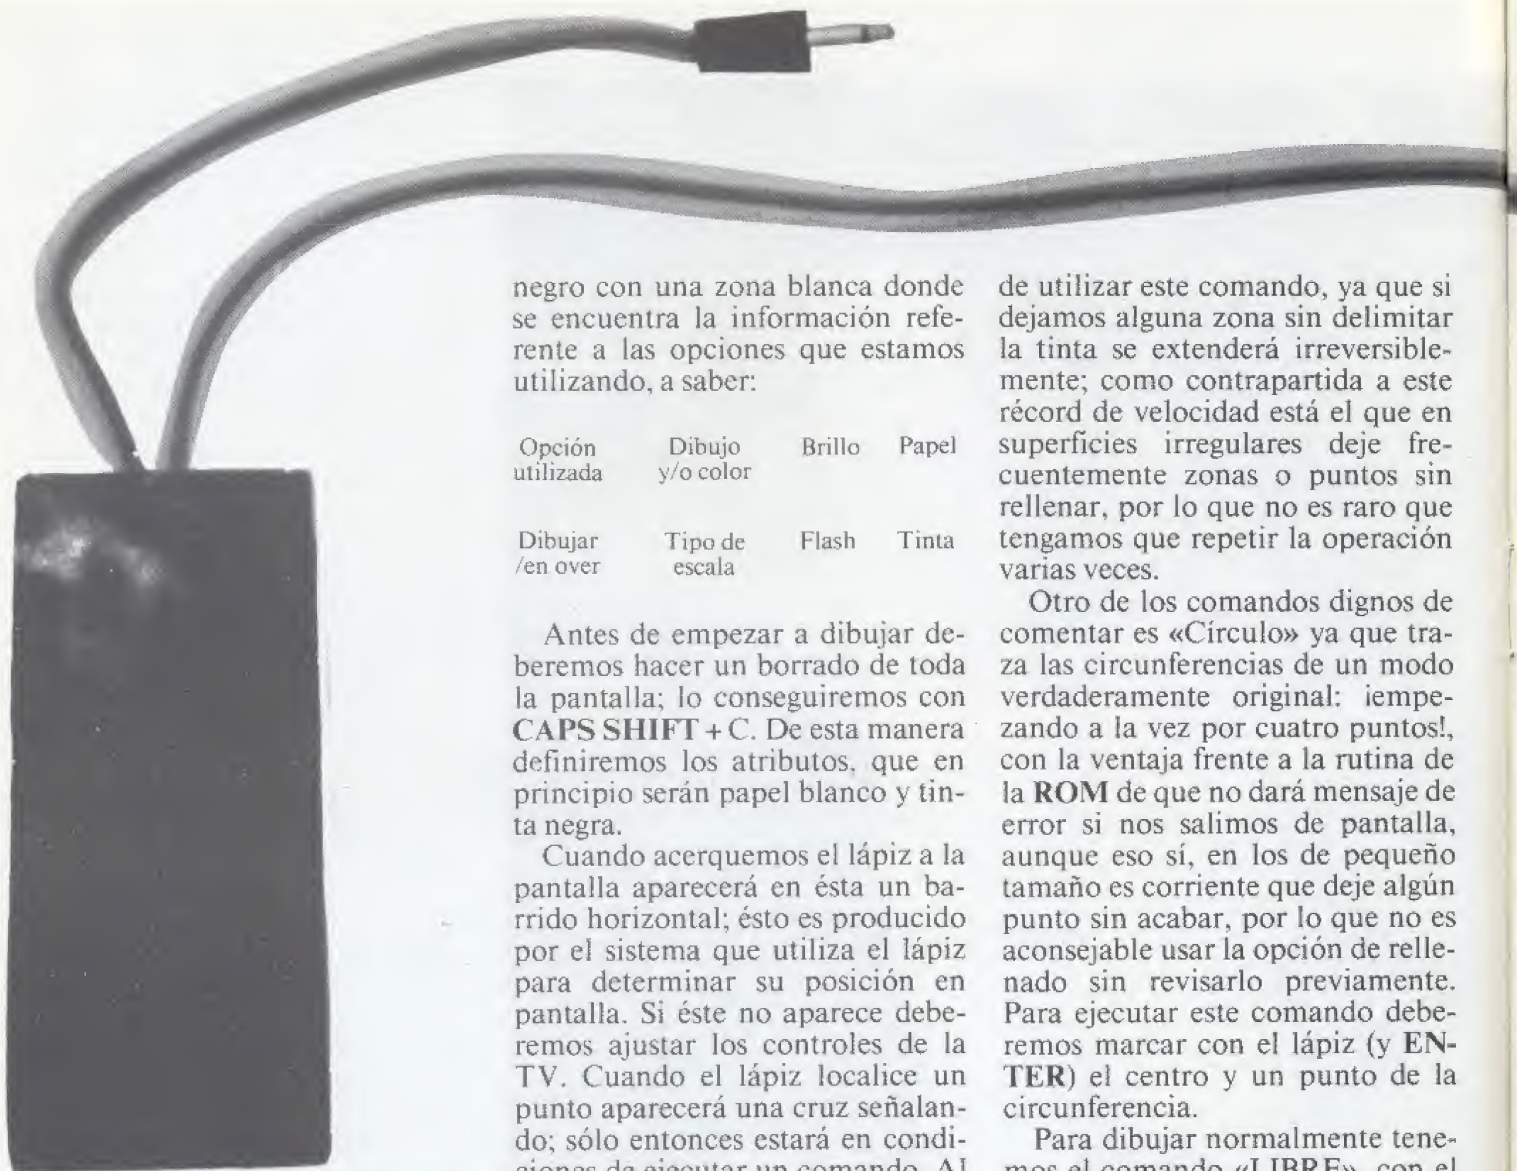 negro con una zona blanca donde
se encuentra la información refe-
rente a las opciones que estamos
utilizando, a saber:
Opción Dibujo Brillo Papel
utilizada y/o color
Dibujar Tipo de Flash Tinta
/en over escala
Antes de empezar a dibujar de-
beremos hacer un borrado de toda
la pantalla; lo conseguiremos con
CAPS SHIFT + C. De esta manera
definiremos los atributos, que en
principio serán papel blanco y tin-
ta negra.
Cuando acerquemos el lápiz a la
pantalla aparecerá en ésta un ba-
rrido horizontal; ésto es producido
por el sistema que utiliza el lápiz
para determinar su posición en
pantalla. Si éste no aparece debe-
remos ajustar los controles de la
TV. Cuando el lápiz localice un
punto aparecerá una cruz señalan-
do; sólo entonces estará en condi-
ciones de ejecutar un comando. Al
de utilizar este comando, ya que si
dejamos alguna zona sin delimitar
la tinta se extenderá irreversible-
mente; como contrapartida a este
récord de velocidad está el que en
superficies irregulares deje fre-
cuentemente zonas o puntos sin
rellenar, por lo que no es raro que
tengamos que repetir la operación
varias veces.
Otro de los comandos dignos de
comentar es «Círculo» ya que tra-
za las circunferencias de un modo
verdaderamente original: ¡empe-
zando a la vez por cuatro puntos!,
con la ventaja frente a la rutina de
la ROM de que no dará mensaje de
error si nos salimos de pantalla,
aunque eso sí, en los de pequeño
tamaño es corriente que deje algún
punto sin acabar, por lo que no es
aconsejable usar la opción de relle-
nado sin revisarlo previamente.
Para ejecutar este comando debe-
remos marcar con el lápiz (y EN-
TER) el centro y un punto de la
circunferencia.
Para dibujar normalmente tene-
mos el comando «LIBRE», con el